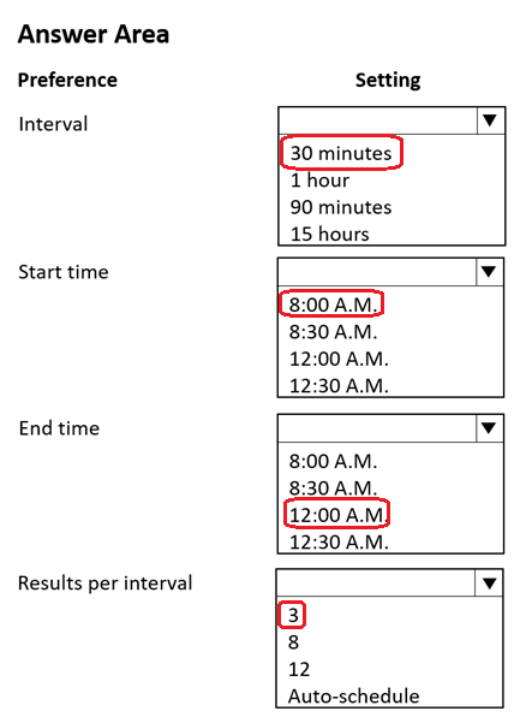 Answer Area
Preference Setting
Interval
30 minutes
1 hour
90 minutes
15 hours
Start time
8:00 A.M.
8:30 A.M.
12:00 A.M.
12:30 A.M.
End time
8:00 A.M.
8:30 A.M.
12:00 A.M.
12:30 A.M.
Results per interval
3
8
12
Auto-schedule